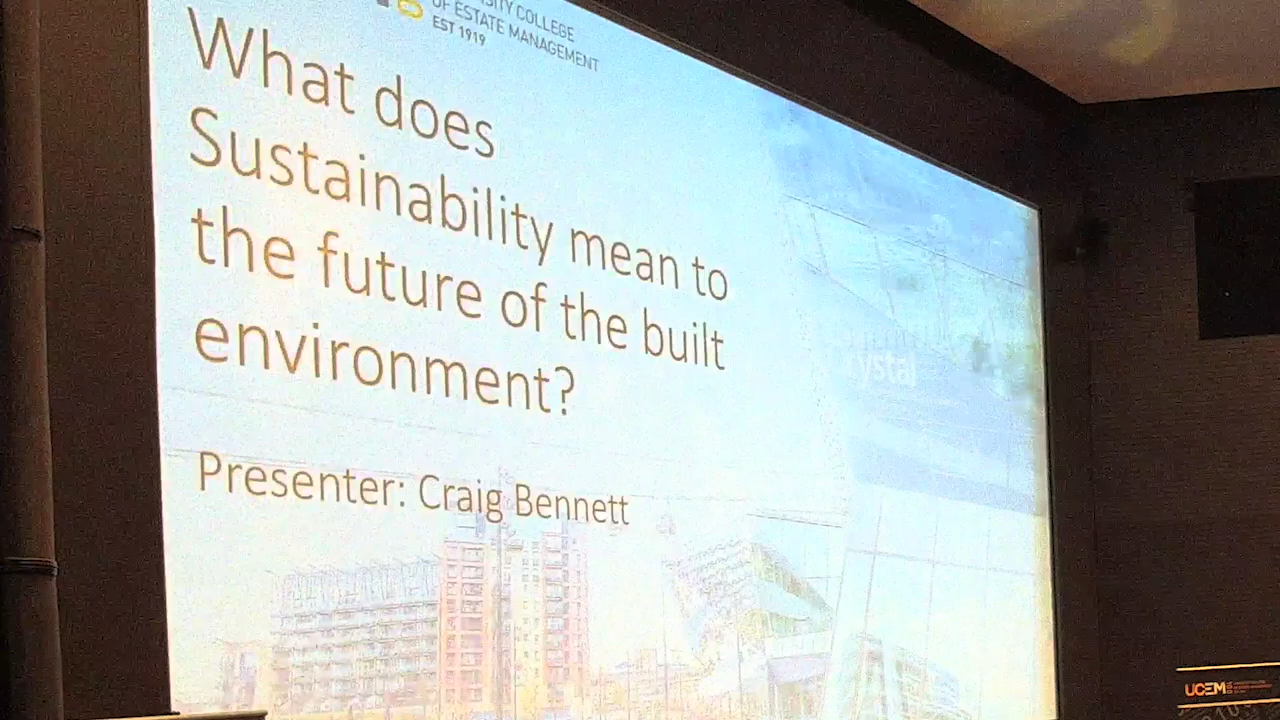 COLLEGE
OF ESTATE MANAGEMENT
EST 1919
What does
Sustainability mean to
the future of the built
environment?
Presenter: Craig Bennett
rystal
UCEM